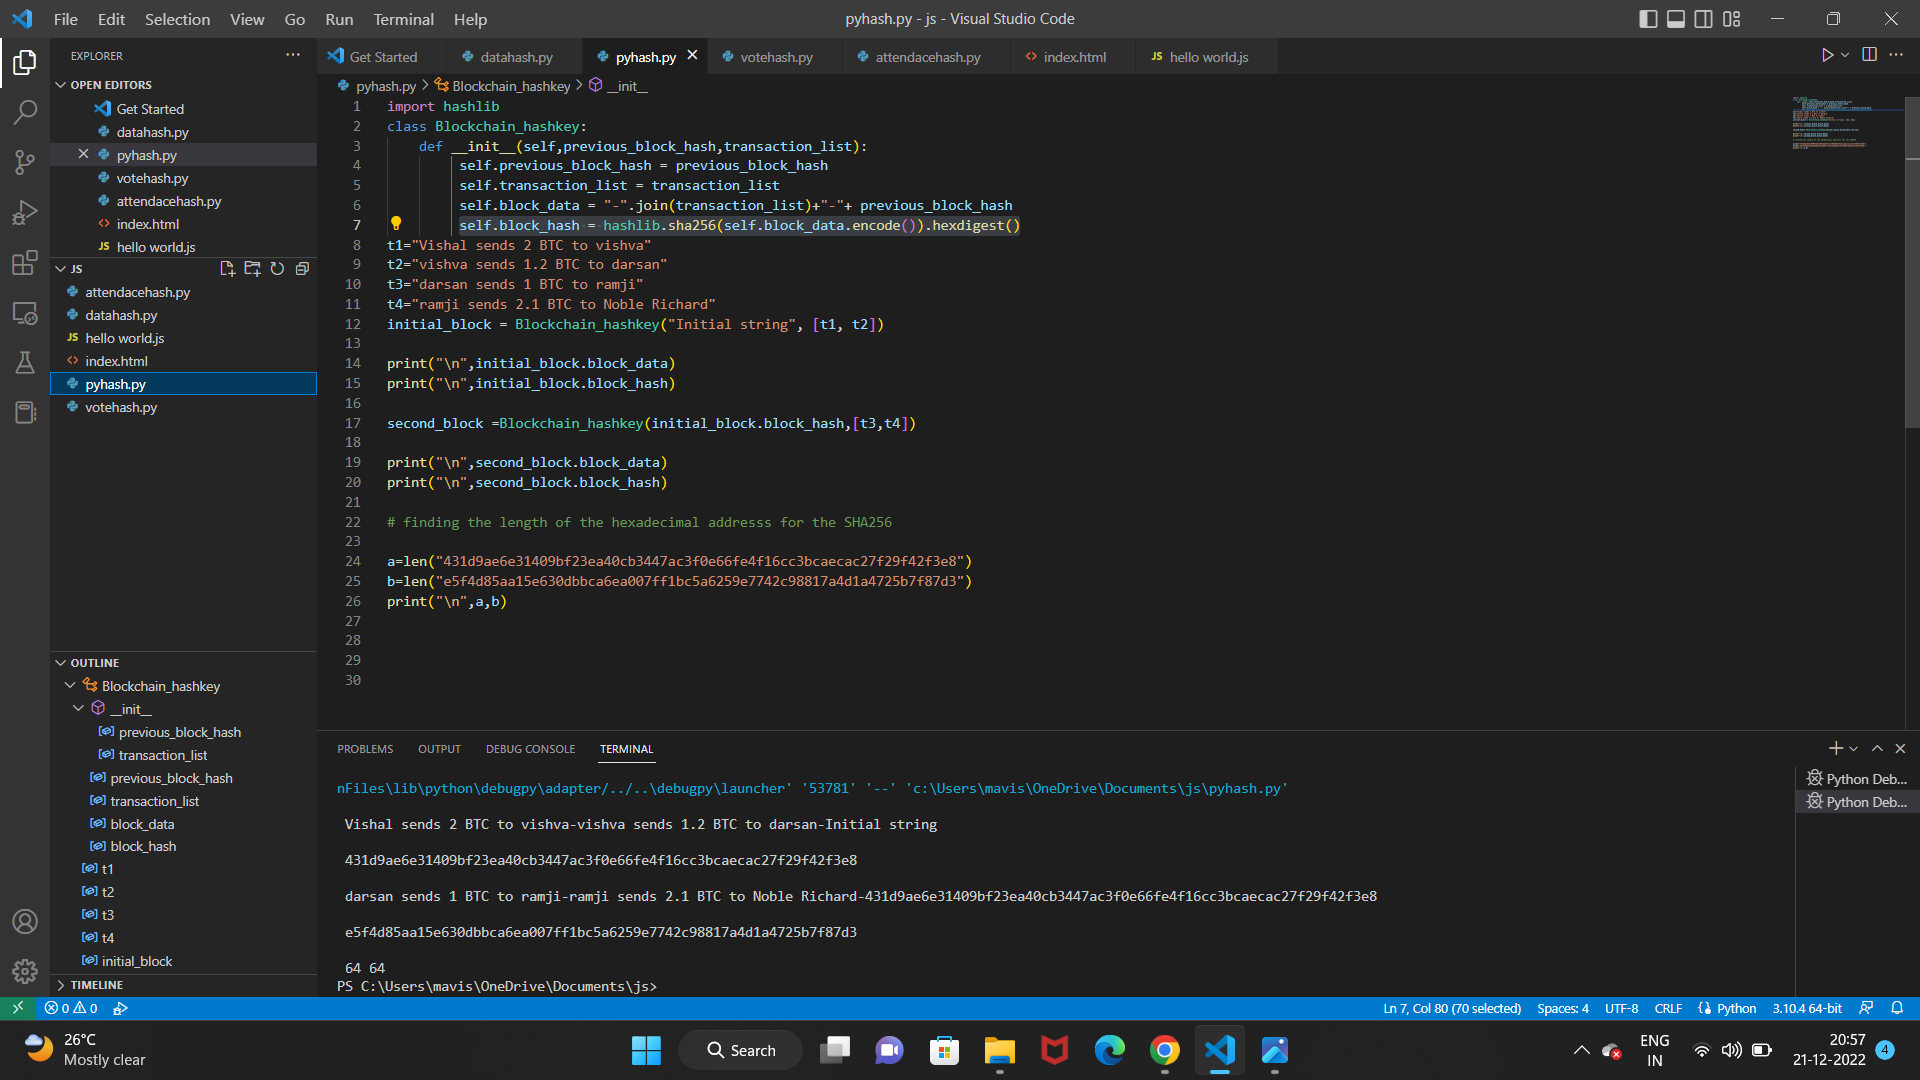 File Edit Selection View Go Run Terminal Help
pyhash.py - js - Visual Studio Code
EXPLORER
OPEN EDITORS
Get Started
datahash.py
pyhash.py
votehash.py
attendacehash.py
index.html
JS hello world.js
JS
attendacehash.py
datahash.py
JS hello world.js
index.html
pyhash.py
votehash.py
OUTLINE
Blockchain_hashkey
__init__
previous_block_hash
transaction_list
previous_block_hash
transaction_list
block_data
block_hash
t1
t2
t3
t4
initial_block
TIMELINE
Get Started datahash.py pyhash.py votehash.py attendacehash.py index.html JS hello world.js
pyhash.py > Blockchain_hashkey > __init__
1 import hashlib
2 class Blockchain_hashkey:
3 def __init__(self,previous_block_hash,transaction_list):
4 self.previous_block_hash = previous_block_hash
5 self.transaction_list = transaction_list
6 self.block_data = "-".join(transaction_list)+"-"+ previous_block_hash
7 self.block_hash = hashlib.sha256(self.block_data.encode()).hexdigest()
8 t1="Vishal sends 2 BTC to vishva"
9 t2="vishva sends 1.2 BTC to darsan"
10 t3="darsan sends 1 BTC to ramji"
11 t4="ramji sends 2.1 BTC to Noble Richard"
12 initial_block = Blockchain_hashkey("Initial string", [t1, t2])
13
14 print("\n",initial_block.block_data)
15 print("\n",initial_block.block_hash)
16
17 second_block =Blockchain_hashkey(initial_block.block_hash,[t3,t4])
18
19 print("\n",second_block.block_data)
20 print("\n",second_block.block_hash)
21
22 # finding the length of the hexadecimal addresss for the SHA256
23
24 a=len("431d9ae6e31409bf23ea40cb3447ac3f0e66fe4f16cc3bcaecac27f29f42f3e8")
25 b=len("e5f4d85aa15e630dbbca6ea007ff1bc5a6259e7742c98817a4d1a4725b7f87d3")
26 print("\n",a,b)
27
28
29
30
PROBLEMS OUTPUT DEBUG CONSOLE TERMINAL
nFiles\lib\python\debugpy\adapter/../..\debugpy\launcher' '53781' '--' 'c:\Users\mavis\OneDrive\Documents\js\pyhash.py'
Vishal sends 2 BTC to vishva-vishva sends 1.2 BTC to darsan-Initial string
431d9ae6e31409bf23ea40cb3447ac3f0e66fe4f16cc3bcaecac27f29f42f3e8
darsan sends 1 BTC to ramji-ramji sends 2.1 BTC to Noble Richard-431d9ae6e31409bf23ea40cb3447ac3f0e66fe4f16cc3bcaecac27f29f42f3e8
e5f4d85aa15e630dbbca6ea007ff1bc5a6259e7742c98817a4d1a4725b7f87d3
64 64
PS C:\Users\mavis\OneDrive\Documents\js>
Python Deb...
Python Deb...
0 0
Ln 7, Col 80 (70 selected) Spaces: 4 UTF-8 CRLF Python 3.10.4 64-bit
26°C
Mostly clear
Search
ENG
IN
20:57
21-12-2022
4